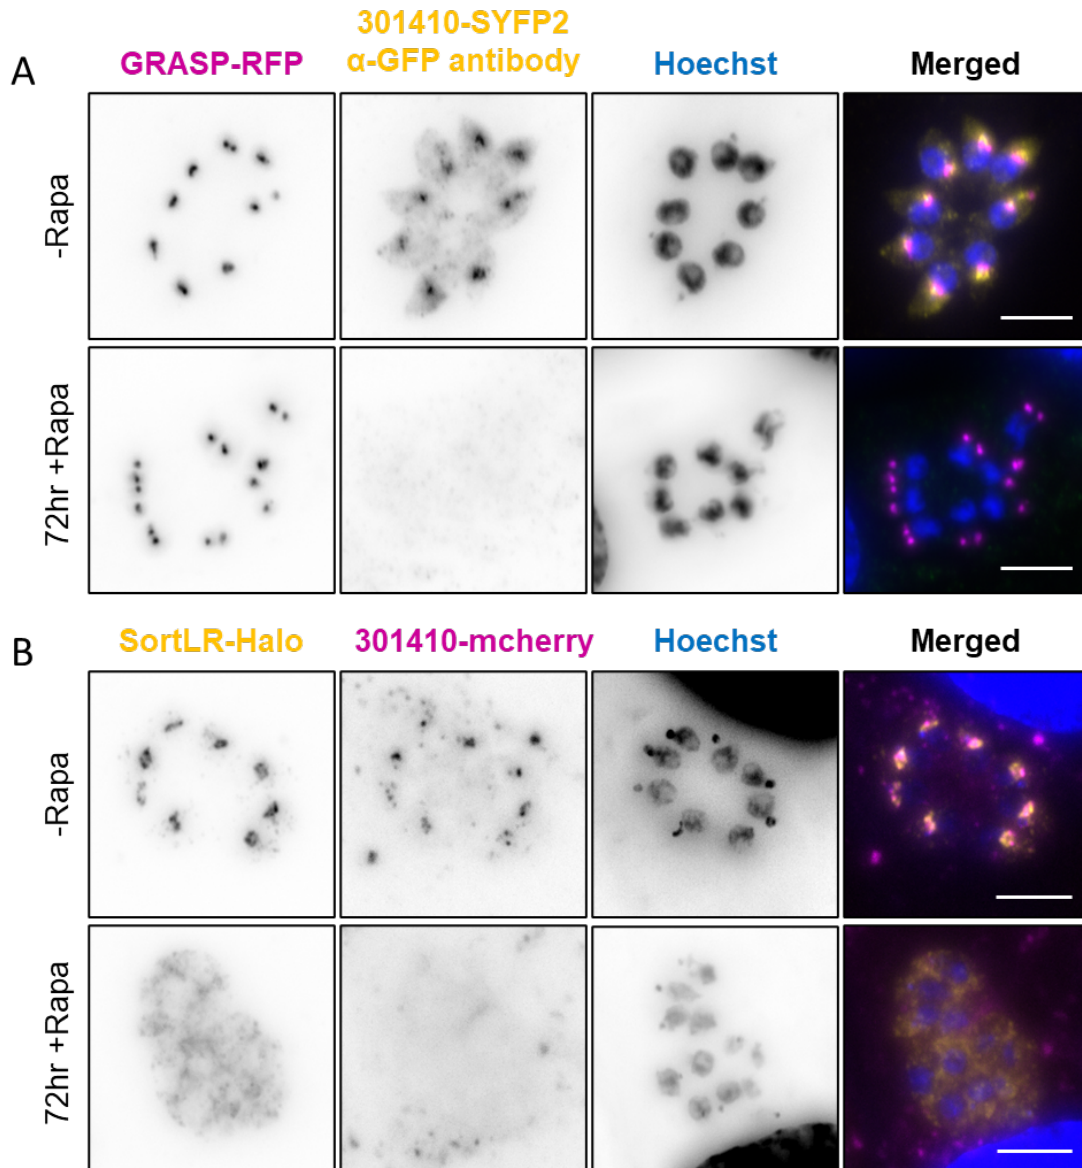 A
GRASP-RFP
301410-SYFP2
α-GFP antibody
Hoechst
Merged
-Rapa
72hr +Rapa
B
SortLR-Halo
301410-mcherry
Hoechst
Merged
-Rapa
72hr +Rapa